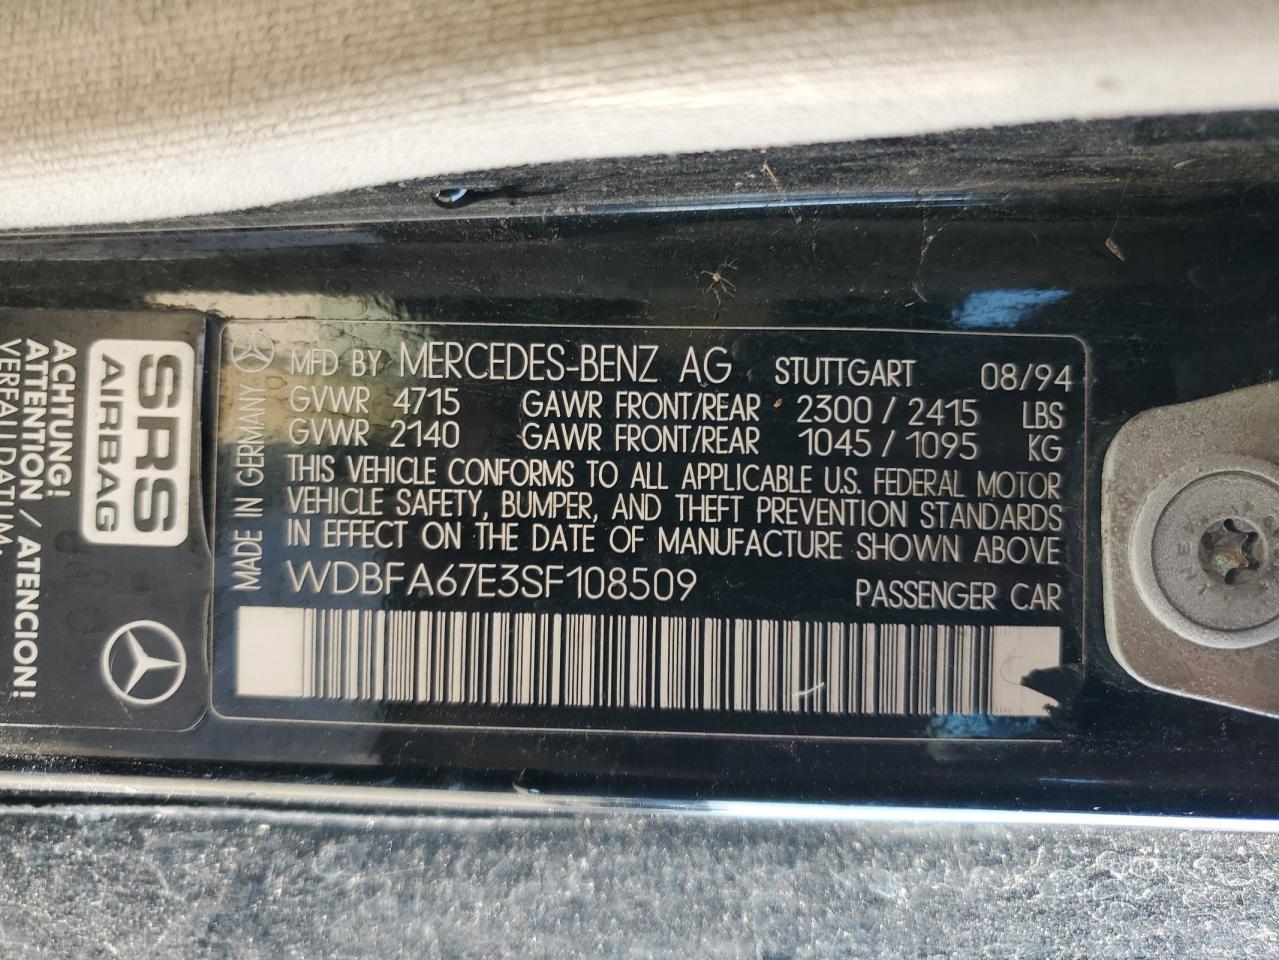 MFD BY MERCEDES-BENZ AG STUTTGART 08/94
GVWR 4715 GAWR FRONT/REAR 2300 / 2415 LBS
GVWR 2140 GAWR FRONT/REAR 1045 / 1095 KG
THIS VEHICLE CONFORMS TO ALL APPLICABLE U.S. FEDERAL MOTOR
VEHICLE SAFETY, BUMPER, AND THEFT PREVENTION STANDARDS
IN EFFECT ON THE DATE OF MANUFACTURE SHOWN ABOVE
WDBFA67E3SF108509 PASSENGER CAR
MADE IN GERMANY
SRS
AIRBAG
ACHTUNG!
ATTENTION / ATENCION!
VERFALLDATUM.